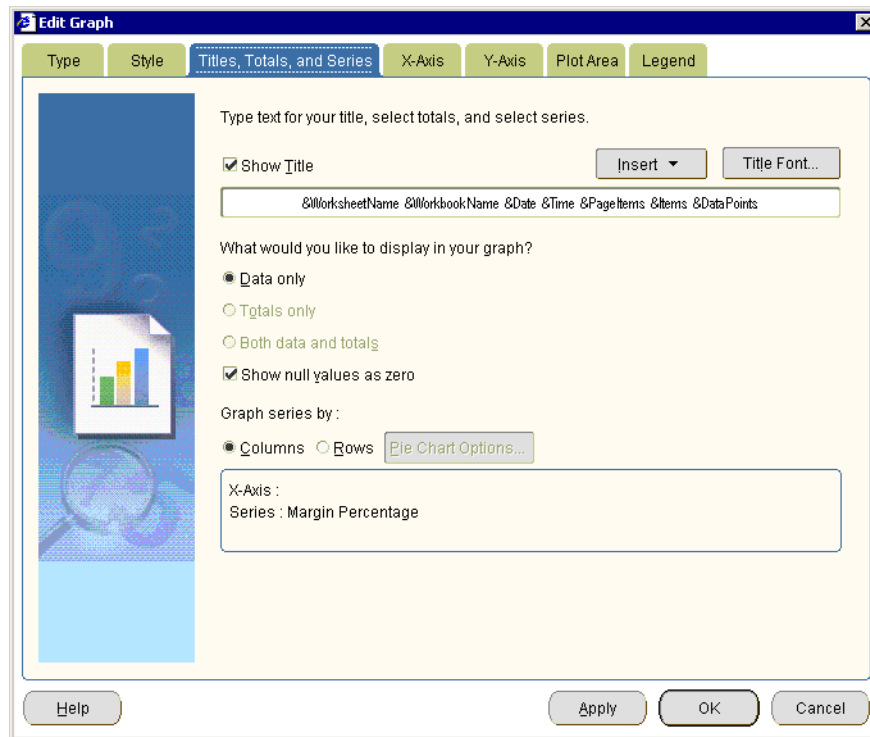 Edit Graph
Type Style Titles, Totals, and Series X-Axis Y-Axis Plot Area Legend
Type text for your title, select totals, and select series.
Show Title Insert Title Font...
&WorksheetName &WorkbookName &Date &Time &PageItems &Items &DataPoints
What would you like to display in your graph?
Data only
Totals only
Both data and totals
Show null values as zero
Graph series by :
Columns Rows Pie Chart Options...
X-Axis :
Series : Margin Percentage
Help Apply OK Cancel